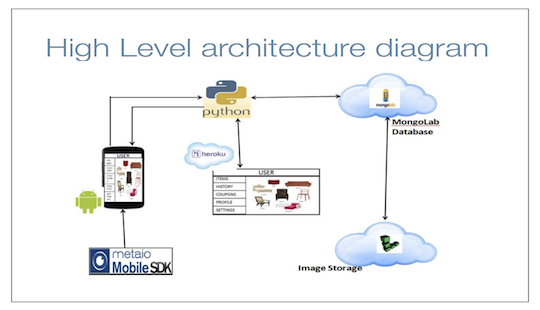 High Level architecture diagram
python
mongoLab
MongoLab
Database
heroku
USER
USER
ITEMS
HISTORY
COUPONS
PROFILE
SETTINGS
metaio
Mobile SDK
Image Storage